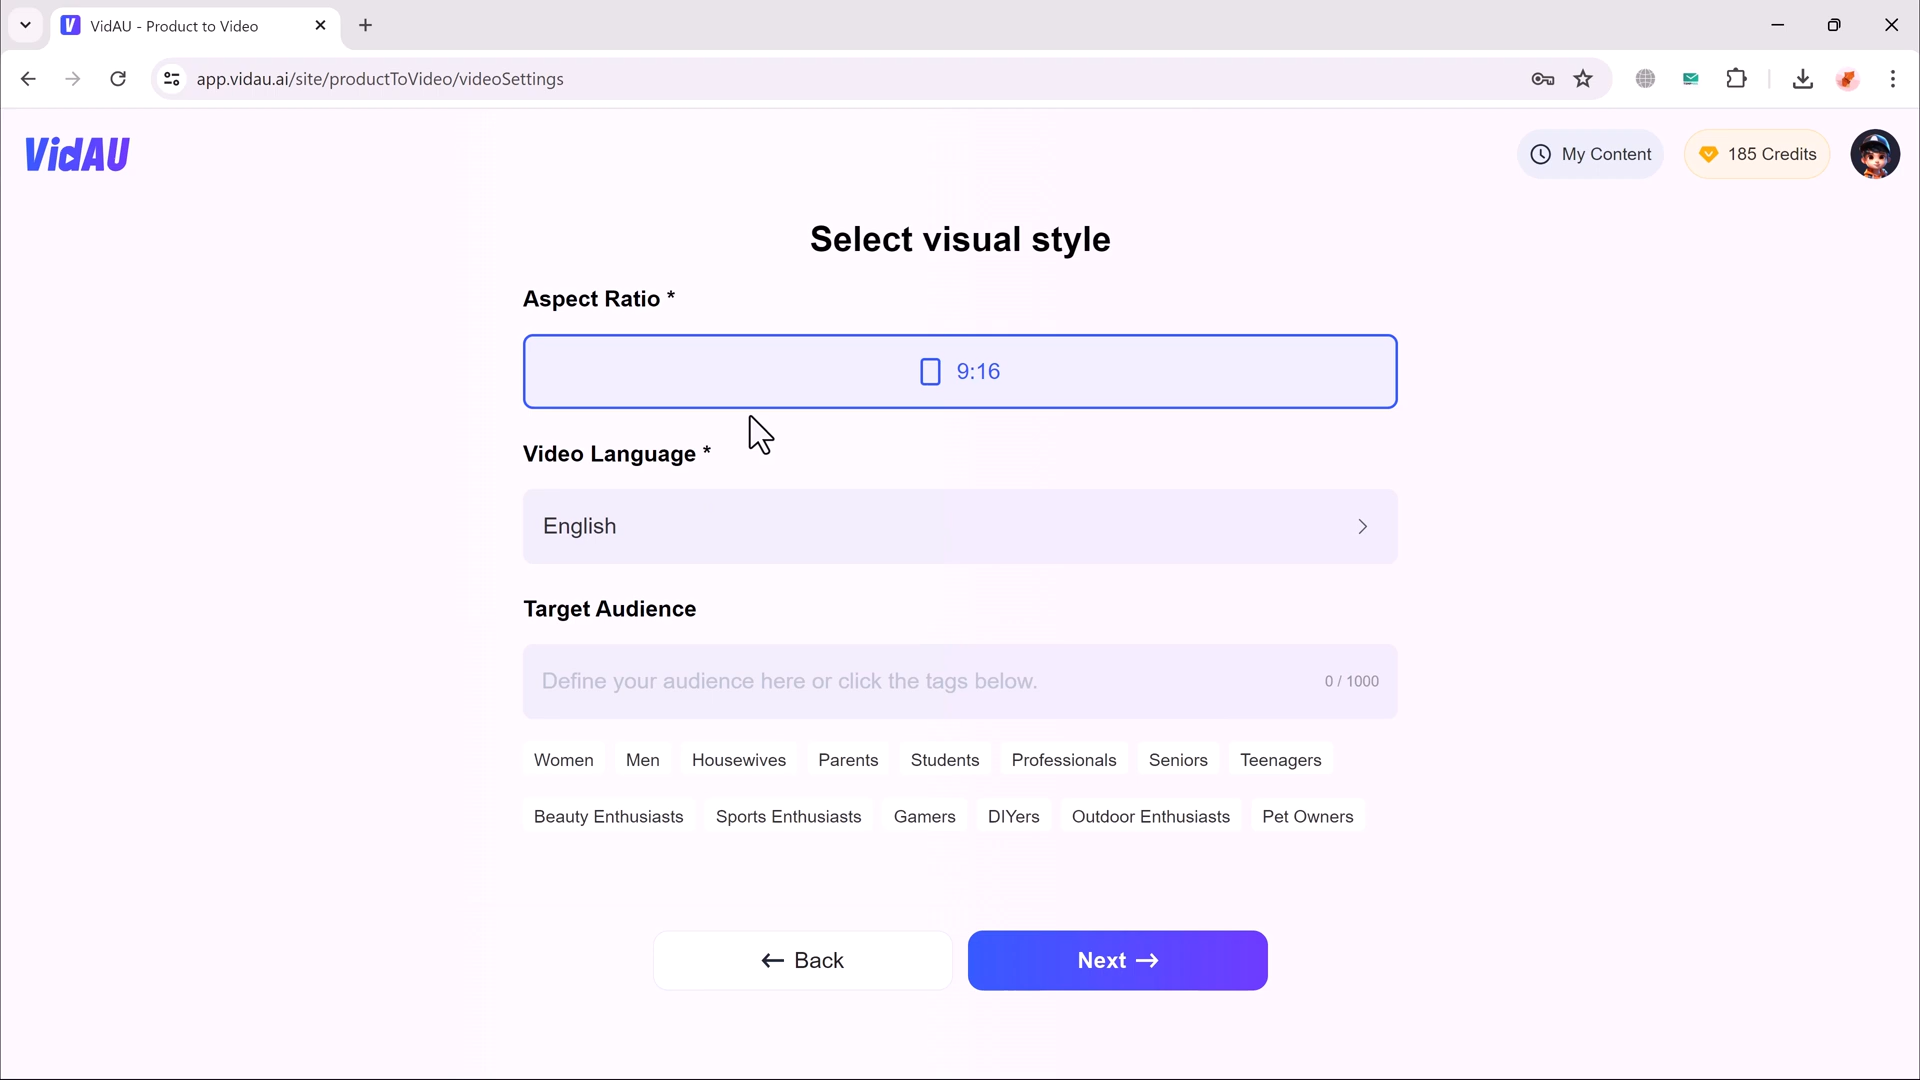 VidAU - Product to Video
app.vidau.ai/site/productToVideo/videoSettings
VidAU
My Content
185 Credits
Select visual style
Aspect Ratio *
9:16
Video Language *
English
Target Audience
Define your audience here or click the tags below.
0 / 1000
Women Men Housewives Parents Students Professionals Seniors Teenagers
Beauty Enthusiasts Sports Enthusiasts Gamers DIYers Outdoor Enthusiasts Pet Owners
← Back
Next →